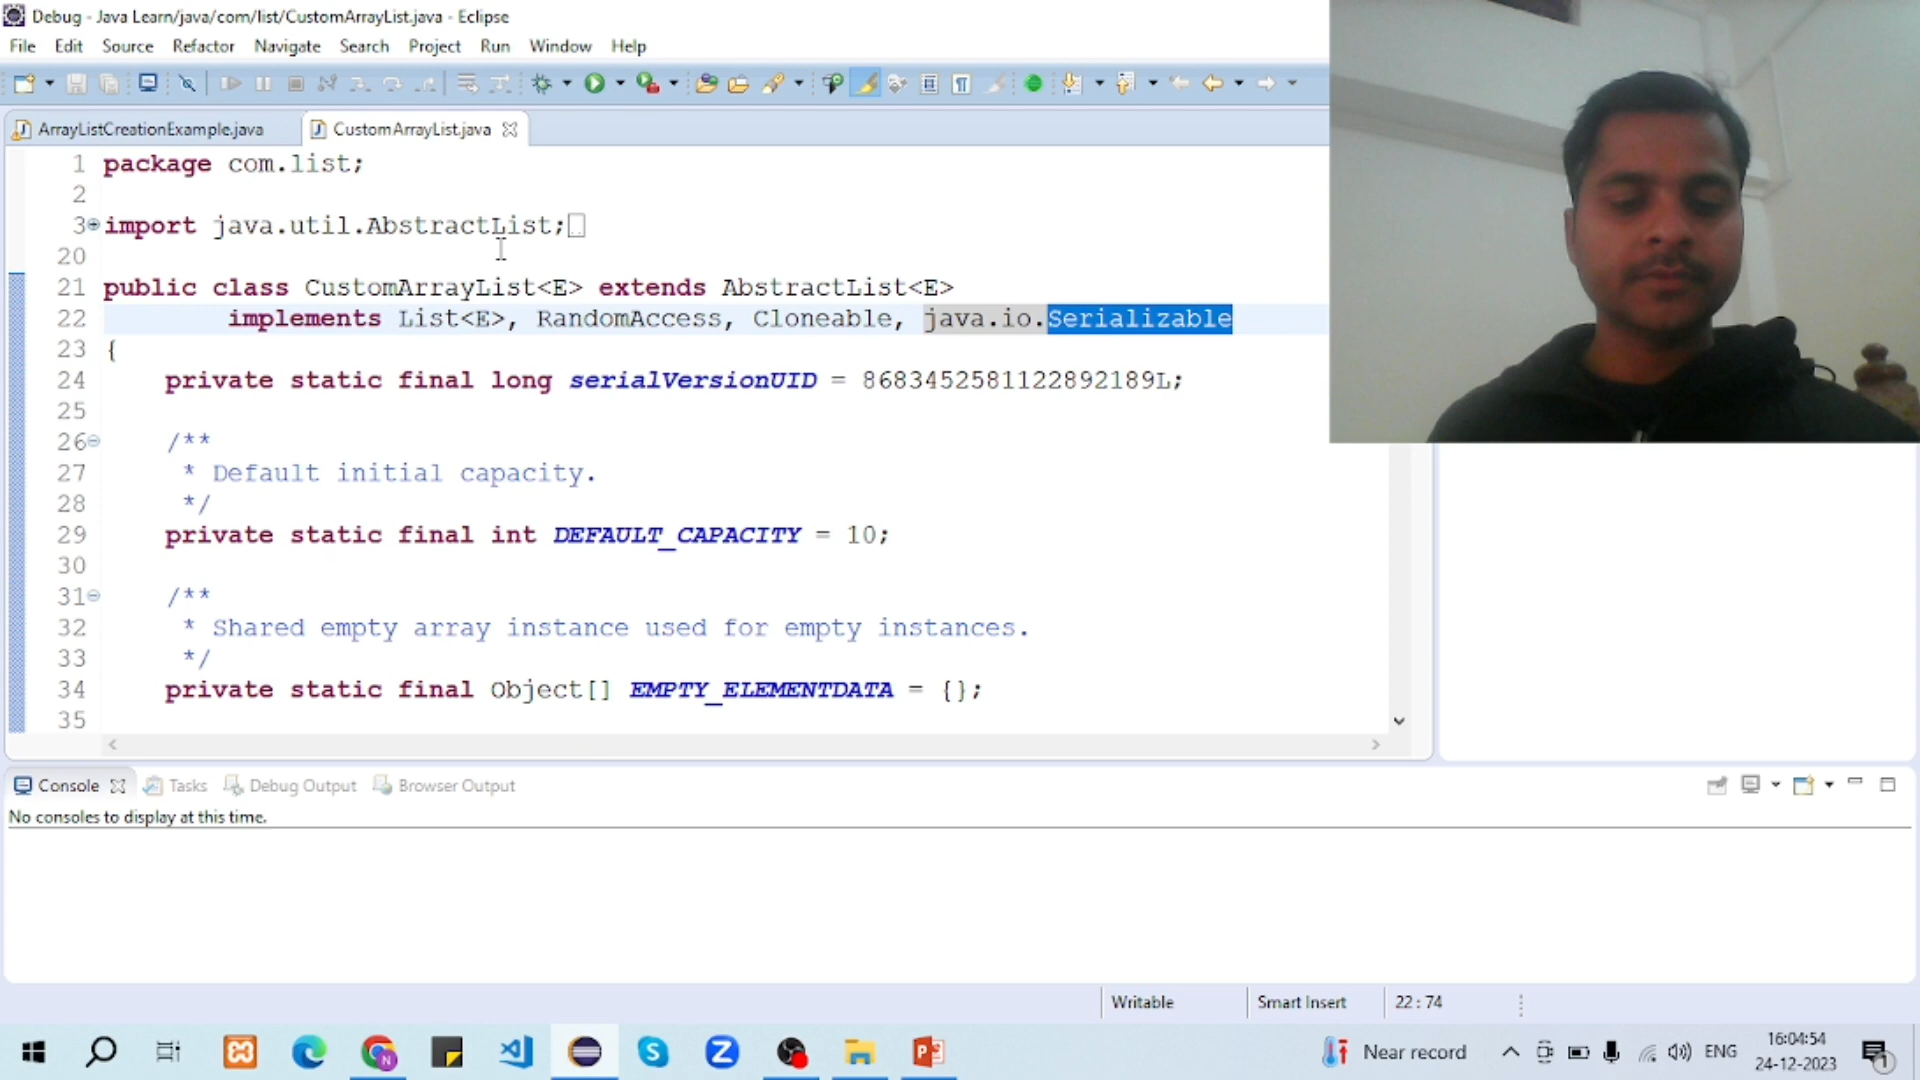 Debug - Java Learn/java/com/list/CustomArrayList.java - Eclipse
File Edit Source Refactor Navigate Search Project Run Window Help
ArrayListCreationExample.java CustomArrayList.java
1 package com.list;
2
3 import java.util.AbstractList;
20
21 public class CustomArrayList<E> extends AbstractList<E>
22 implements List<E>, RandomAccess, Cloneable, java.io.Serializable
23 {
24 private static final long serialVersionUID = 8683452581122892189L;
25
26 /**
27 * Default initial capacity.
28 */
29 private static final int DEFAULT_CAPACITY = 10;
30
31 /**
32 * Shared empty array instance used for empty instances.
33 */
34 private static final Object[] EMPTY_ELEMENTDATA = {};
35
Console Tasks Debug Output Browser Output
No consoles to display at this time.
Writable Smart Insert 22 : 74
Near record ENG 16:04:54
24-12-2023